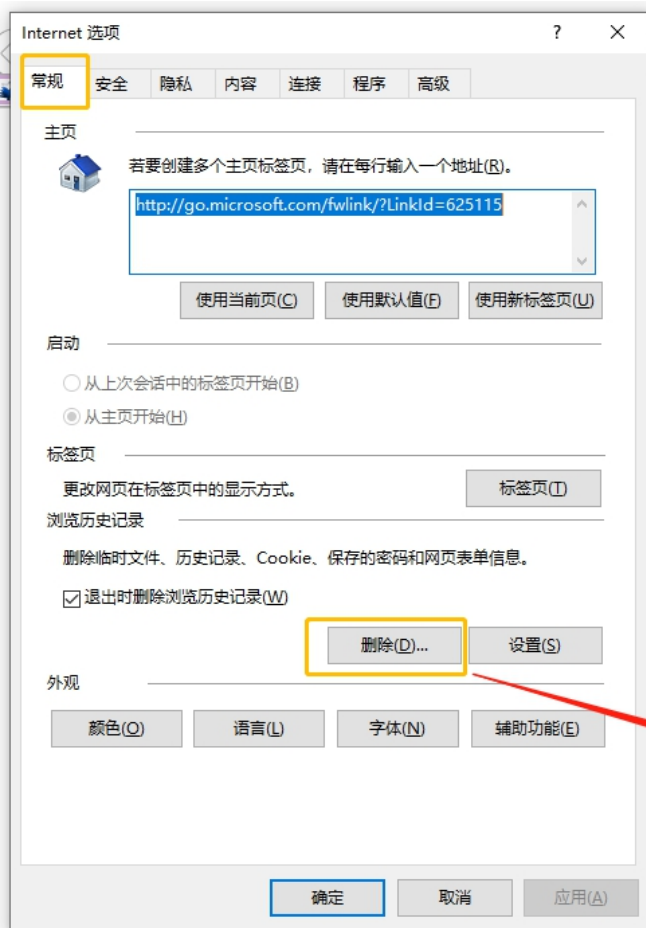 Internet 选项
常规 安全 隐私 内容 连接 程序 高级
主页
若要创建多个主页标签页，请在每行输入一个地址(R)。
http://go.microsoft.com/fwlink/?LinkId=625115
使用当前页(C) 使用默认值(F) 使用新标签页(U)
启动
从上次会话中的标签页开始(B)
从主页开始(H)
标签页
更改网页在标签页中的显示方式。 标签页(T)
浏览历史记录
删除临时文件、历史记录、Cookie、保存的密码和网页表单信息。
退出时删除浏览历史记录(W)
删除(D)... 设置(S)
外观
颜色(O) 语言(L) 字体(N) 辅助功能(E)
确定 取消 应用(A)